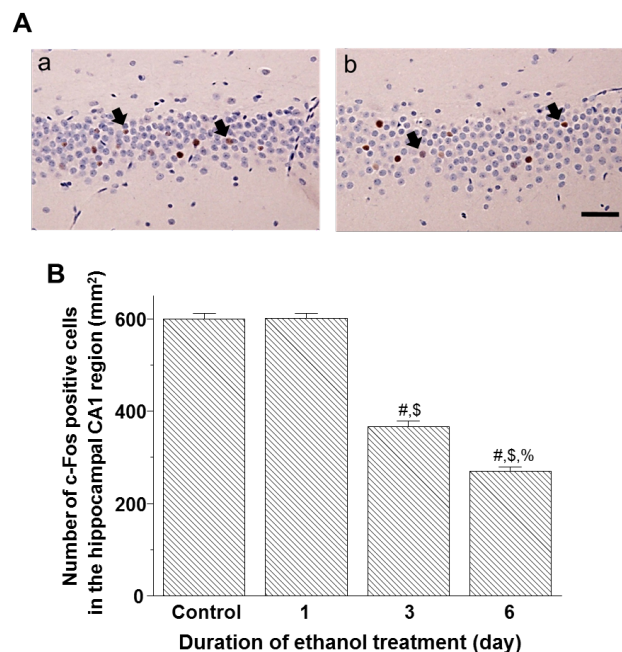 A
a
b
B
Number of c-Fos positive cells
in the hippocampal CA1 region (mm²)
600
400
200
0
#,$
#,$,%
Control 1 3 6
Duration of ethanol treatment (day)